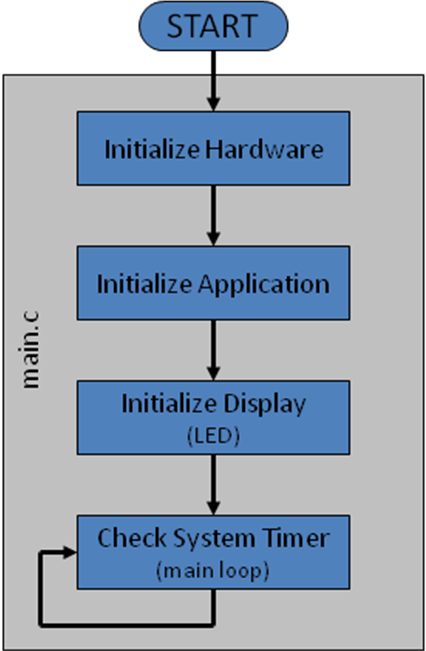 START
Initialize Hardware
Initialize Application
main.c
Initialize Display
(LED)
Check System Timer
(main loop)